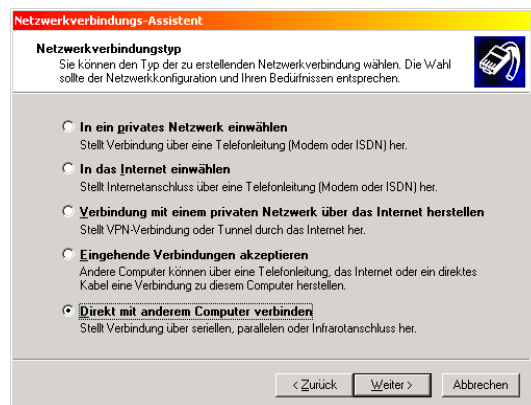 Netzwerkverbindungs-Assistent
Netzwerkverbindungstyp
Sie können den Typ der zu erstellenden Netzwerkverbindung wählen. Die Wahl
sollte der Netzwerkkonfiguration und Ihren Bedürfnissen entsprechen.
In ein privates Netzwerk einwählen
Stellt Verbindung über eine Telefonleitung (Modem oder ISDN) her.
In das Internet einwählen
Stellt Internetanschluss über eine Telefonleitung (Modem oder ISDN) her.
Verbindung mit einem privaten Netzwerk über das Internet herstellen
Stellt VPN-Verbindung oder Tunnel durch das Internet her.
Eingehende Verbindungen akzeptieren
Andere Computer können über eine Telefonleitung, das Internet oder ein direktes
Kabel eine Verbindung zu diesem Computer herstellen.
Direkt mit anderem Computer verbinden
Stellt Verbindung über seriellen, parallelen oder Infrarotanschluss her.
< Zurück Weiter > Abbrechen